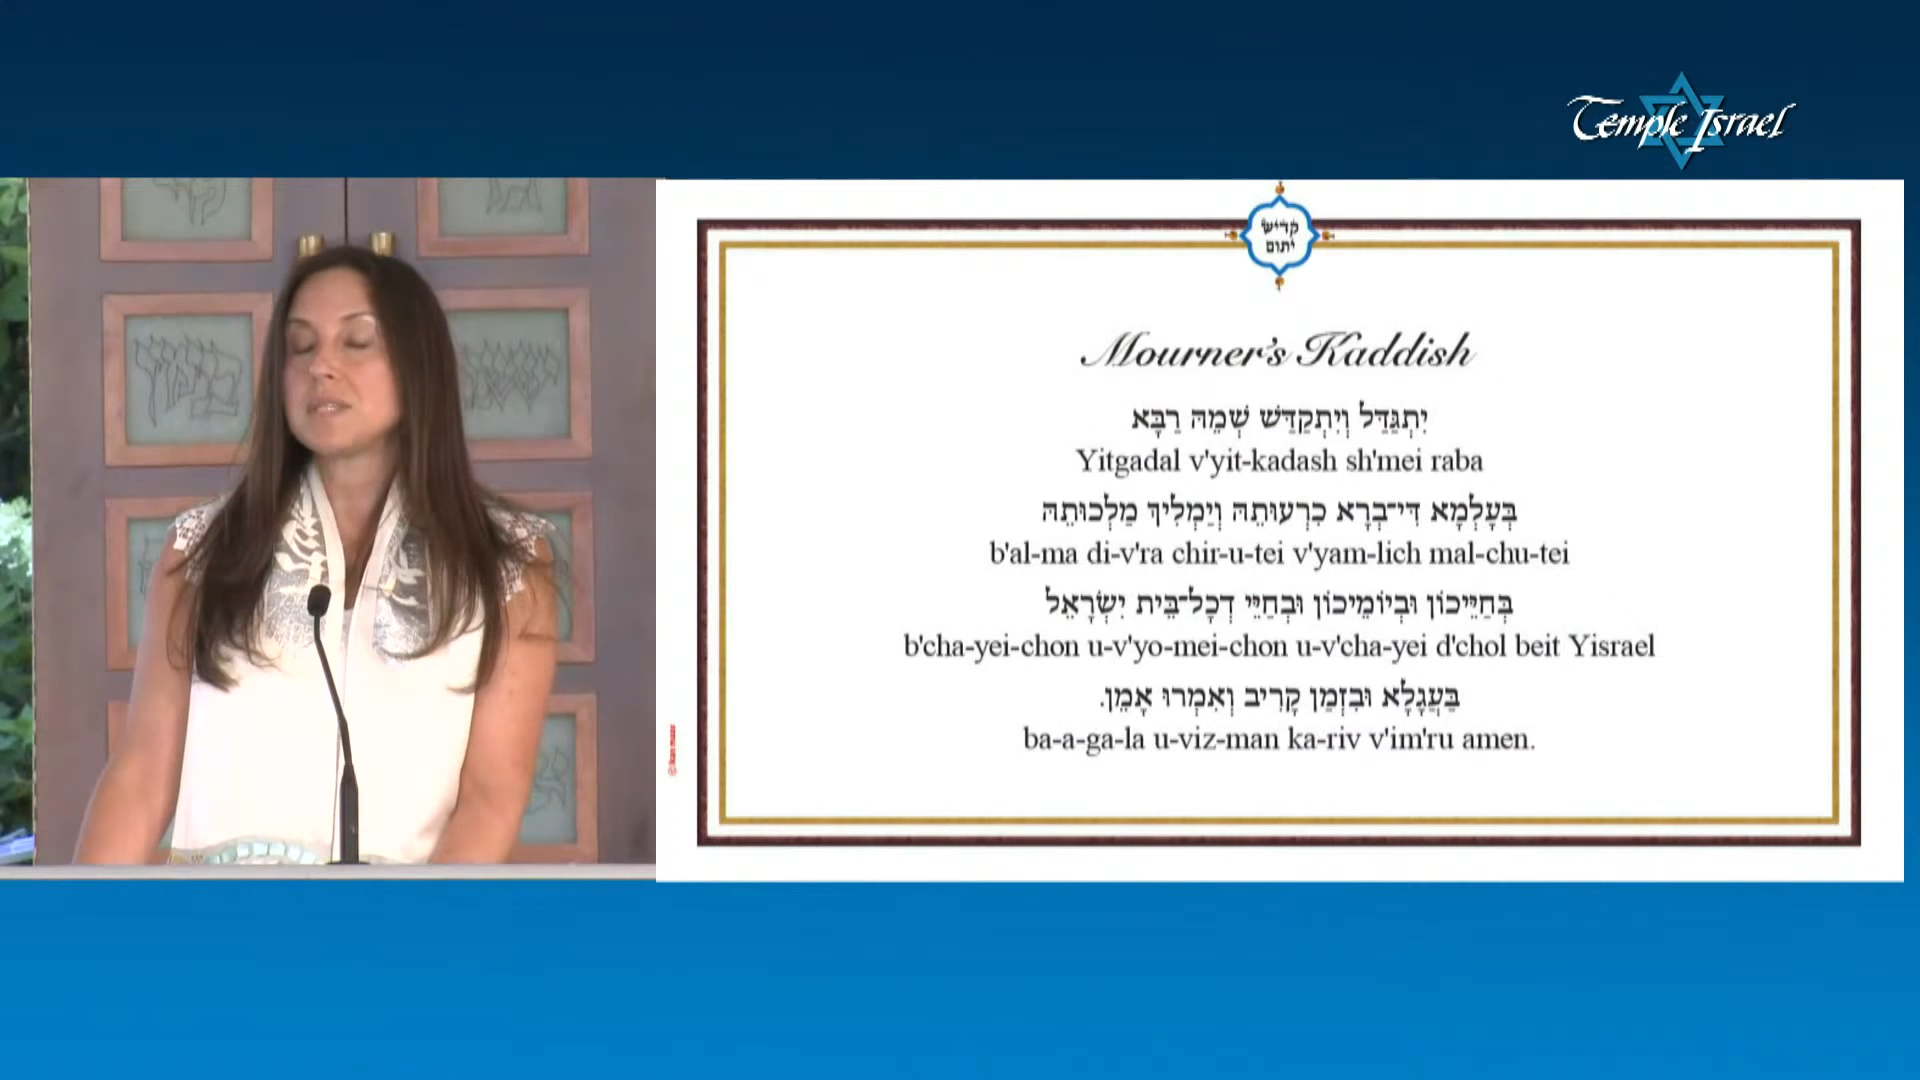 Temple Israel
קדיש
יתום
Mourner's Kaddish
יִתְגַּדַּל וְיִתְקַדַּשׁ שְׁמֵהּ רַבָּא
Yitgadal v'yit-kadash sh'mei raba
בְּעָלְמָא דִּי־בְרָא כִרְעוּתֵהּ וְיַמְלִיךְ מַלְכוּתֵהּ
b'al-ma di-v'ra chir-u-tei v'yam-lich mal-chu-tei
בְּחַיֵּיכוֹן וּבְיוֹמֵיכוֹן וּבְחַיֵּי דְכָל־בֵּית יִשְׂרָאֵל
b'cha-yei-chon u-v'yo-mei-chon u-v'cha-yei d'chol beit Yisrael
בַּעֲגָלָא וּבִזְמַן קָרִיב וְאִמְרוּ אָמֵן.
ba-a-ga-la u-viz-man ka-riv v'im'ru amen.